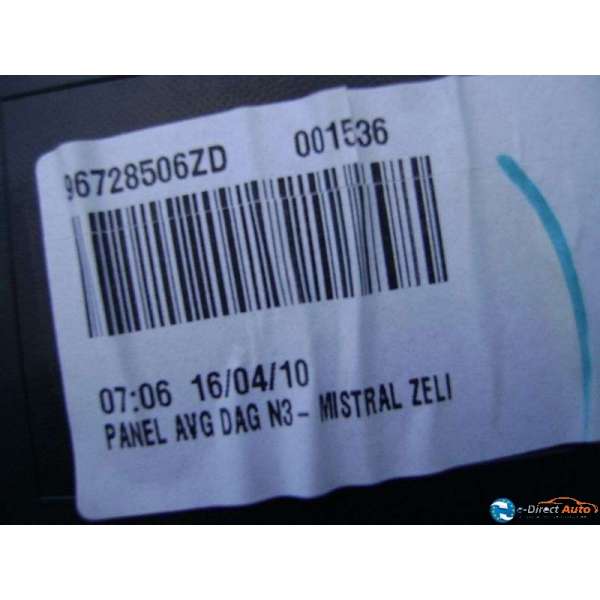 96728506ZD 001536
07:06 16/04/10
PANEL AVG DAG N3- MISTRAL ZELI
e-Direct Auto